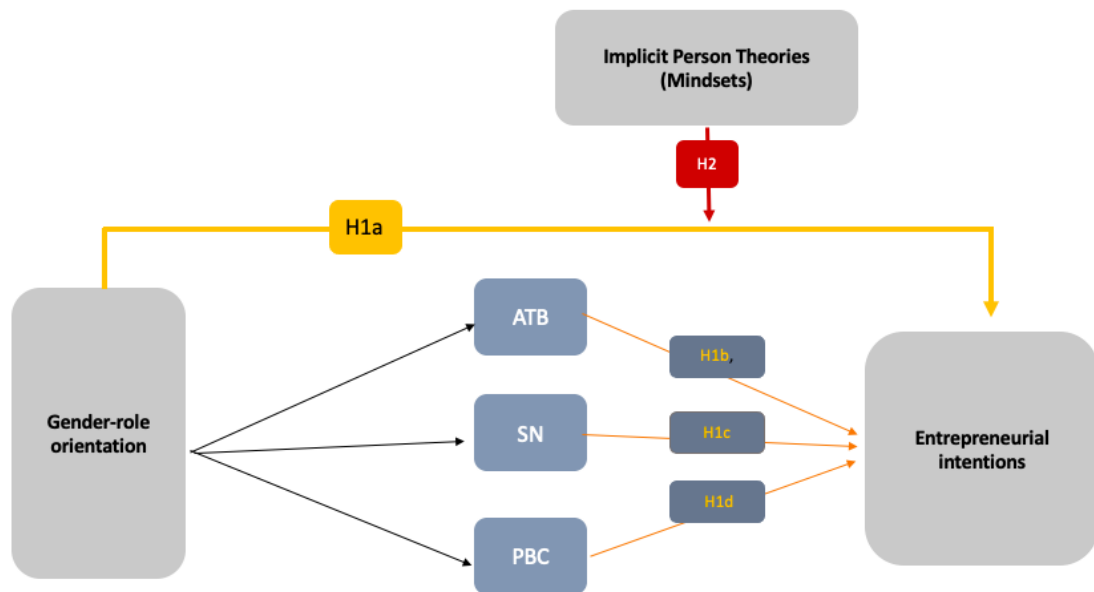 Implicit Person Theories
(Mindsets)
H2
H1a
ATB
H1b,
Gender-role
orientation
SN
H1c
Entrepreneurial
intentions
H1d
PBC